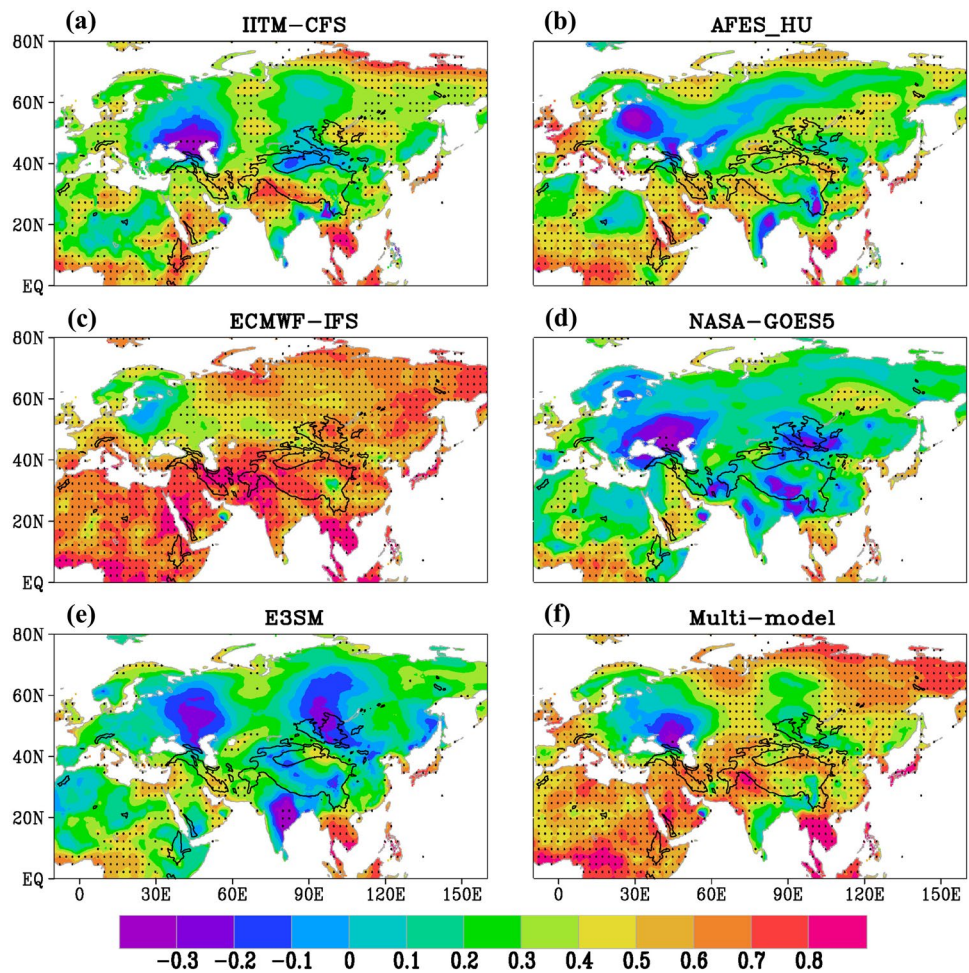 (a) IITM-CFS
(b) AFES_HU
80N
60N
40N
20N
EQ
(c) ECMWF-IFS
(d) NASA-GOES5
80N
60N
40N
20N
EQ
(e) E3SM
(f) Multi-model
80N
60N
40N
20N
EQ
0 30E 60E 90E 120E 150E
0 30E 60E 90E 120E 150E
-0.3 -0.2 -0.1 0 0.1 0.2 0.3 0.4 0.5 0.6 0.7 0.8